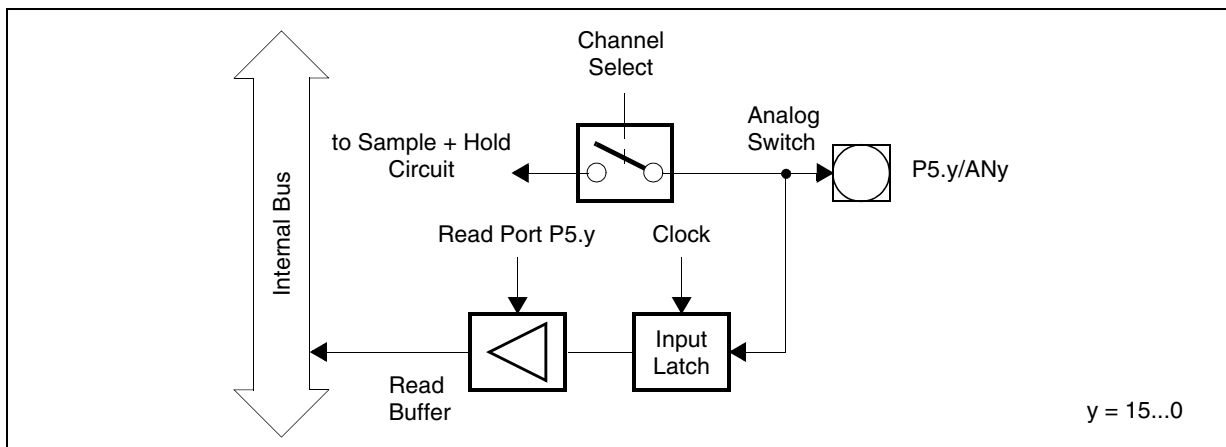 Channel
Select
Analog
Switch
to Sample + Hold
Circuit
P5.y/ANy
Internal Bus
Read Port P5.y
Clock
Input
Latch
Read
Buffer
y = 15...0